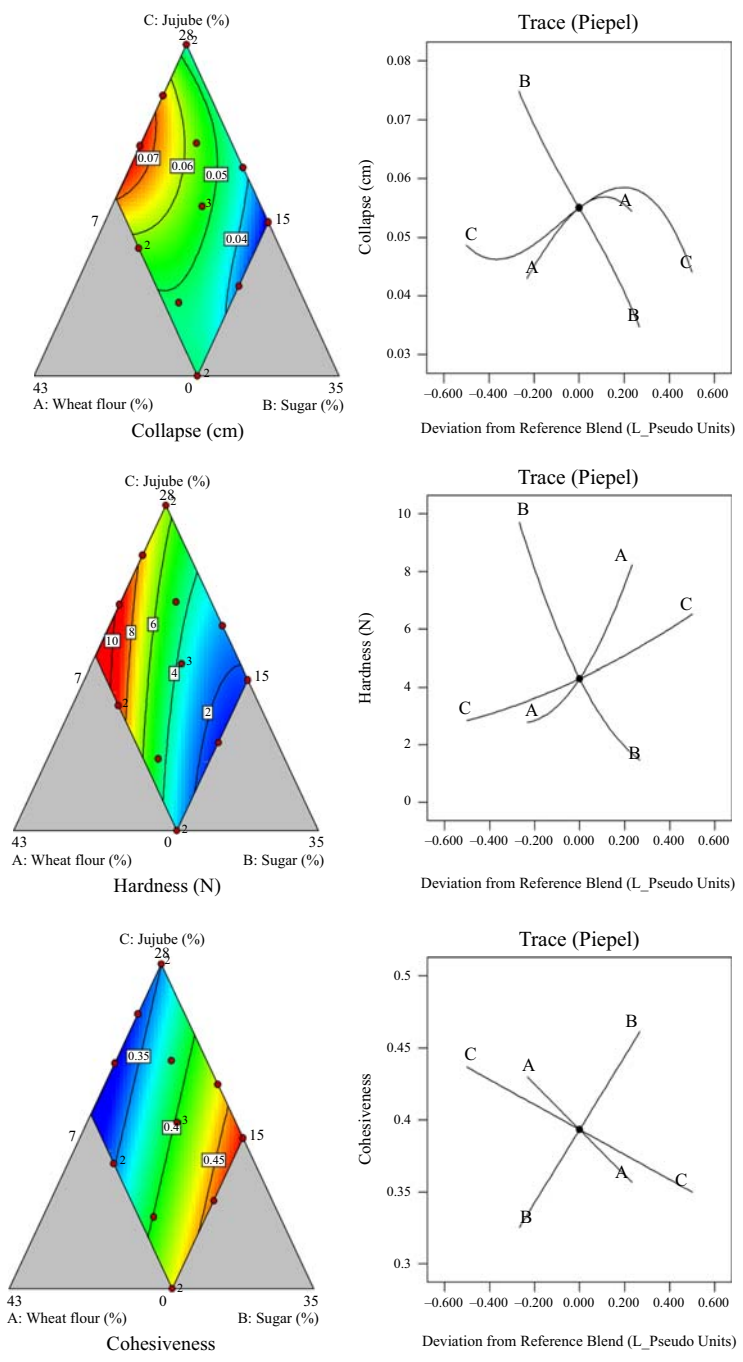 C: Jujube (%)
28
2
0.07
0.06
0.05
3
7
15
2
0.04
2
43
0
35
A: Wheat flour (%)
B: Sugar (%)
Collapse (cm)
Trace (Piepel)
0.08
0.07
0.06
0.05
0.04
0.03
Collapse (cm)
B
A
C
A
C
B
−0.600 −0.400 −0.200 0.000 0.200 0.400 0.600
Deviation from Reference Blend (L_Pseudo Units)
C: Jujube (%)
28
2
10
8
6
4
3
7
15
2
2
2
43
0
35
A: Wheat flour (%)
B: Sugar (%)
Hardness (N)
Trace (Piepel)
10
8
6
4
2
0
Hardness (N)
B
A
C
C
A
B
−0.600 −0.400 −0.200 0.000 0.200 0.400 0.600
Deviation from Reference Blend (L_Pseudo Units)
C: Jujube (%)
28
2
0.35
0.4
3
7
15
2
0.45
2
43
0
35
A: Wheat flour (%)
B: Sugar (%)
Cohesiveness
Trace (Piepel)
0.5
0.45
0.4
0.35
0.3
Cohesiveness
B
C
A
A
C
B
−0.600 −0.400 −0.200 0.000 0.200 0.400 0.600
Deviation from Reference Blend (L_Pseudo Units)